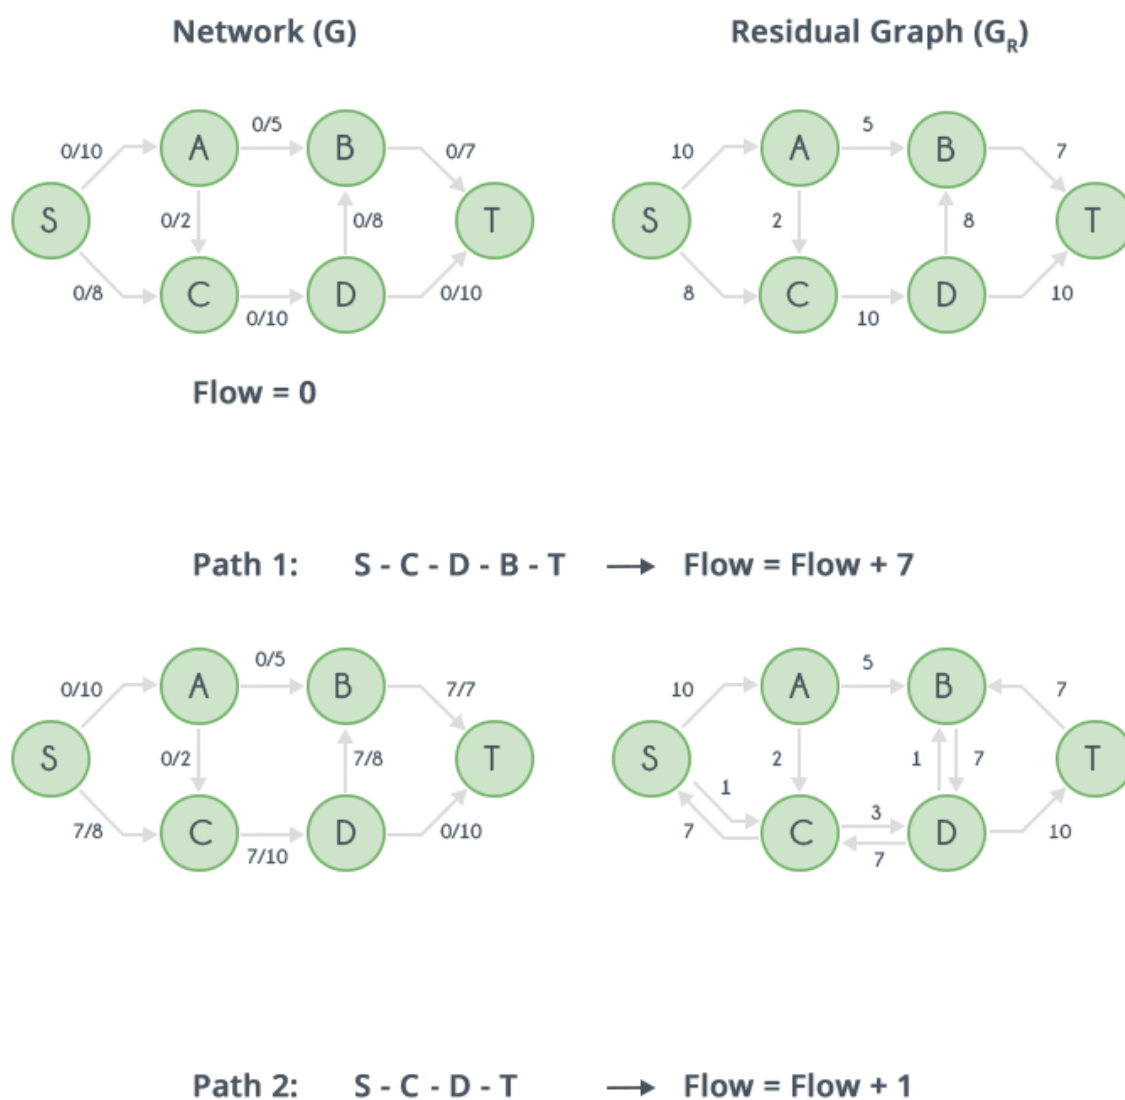 Network (G)
Residual Graph (G_R)
0/10
A
0/5
B
0/7
S
0/2
0/8
T
0/8
C
0/10
D
0/10
10
A
5
B
7
S
2
8
T
8
C
10
D
10
Flow = 0
Path 1: S - C - D - B - T → Flow = Flow + 7
0/10
A
0/5
B
7/7
S
0/2
7/8
T
7/8
C
7/10
D
0/10
10
A
5
B
7
S
2
1
7
T
1
7
C
3
7
D
10
Path 2: S - C - D - T → Flow = Flow + 1